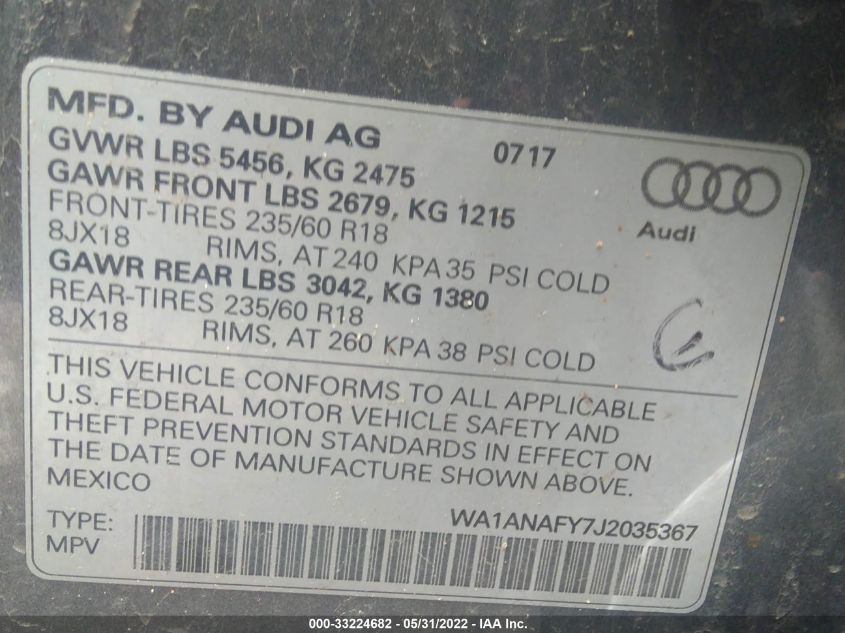 MFD. BY AUDI AG 0717
GVWR LBS 5456, KG 2475
GAWR FRONT LBS 2679, KG 1215
FRONT-TIRES 235/60 R18
8JX18 RIMS, AT 240 KPA 35 PSI COLD
GAWR REAR LBS 3042, KG 1380
REAR-TIRES 235/60 R18
8JX18 RIMS, AT 260 KPA 38 PSI COLD
Audi
THIS VEHICLE CONFORMS TO ALL APPLICABLE
U.S. FEDERAL MOTOR VEHICLE SAFETY AND
THEFT PREVENTION STANDARDS IN EFFECT ON
THE DATE OF MANUFACTURE SHOWN ABOVE.
MEXICO
WA1ANAFY7J2035367
TYPE:
MPV
000-33224682 - 05/31/2022 - IAA Inc.